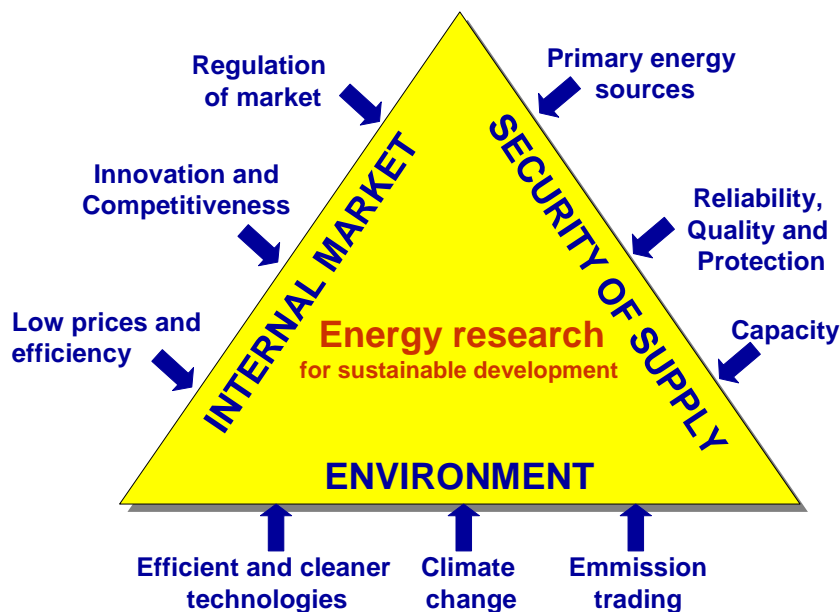 Regulation
of market
Primary energy
sources
Innovation and
Competitiveness
Reliability,
Quality and
Protection
Low prices and
efficiency
Capacity
INTERNAL MARKET
SECURITY OF SUPPLY
Energy research
for sustainable development
ENVIRONMENT
Efficient and cleaner
technologies
Climate
change
Emmission
trading